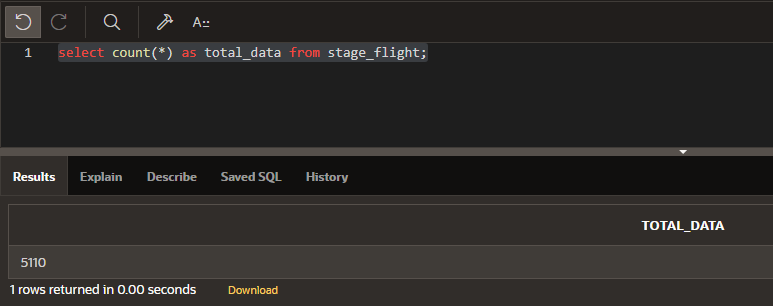 A::
1 select count(*) as total_data from stage_flight;
Results Explain Describe Saved SQL History
TOTAL_DATA
5110
1 rows returned in 0.00 seconds Download